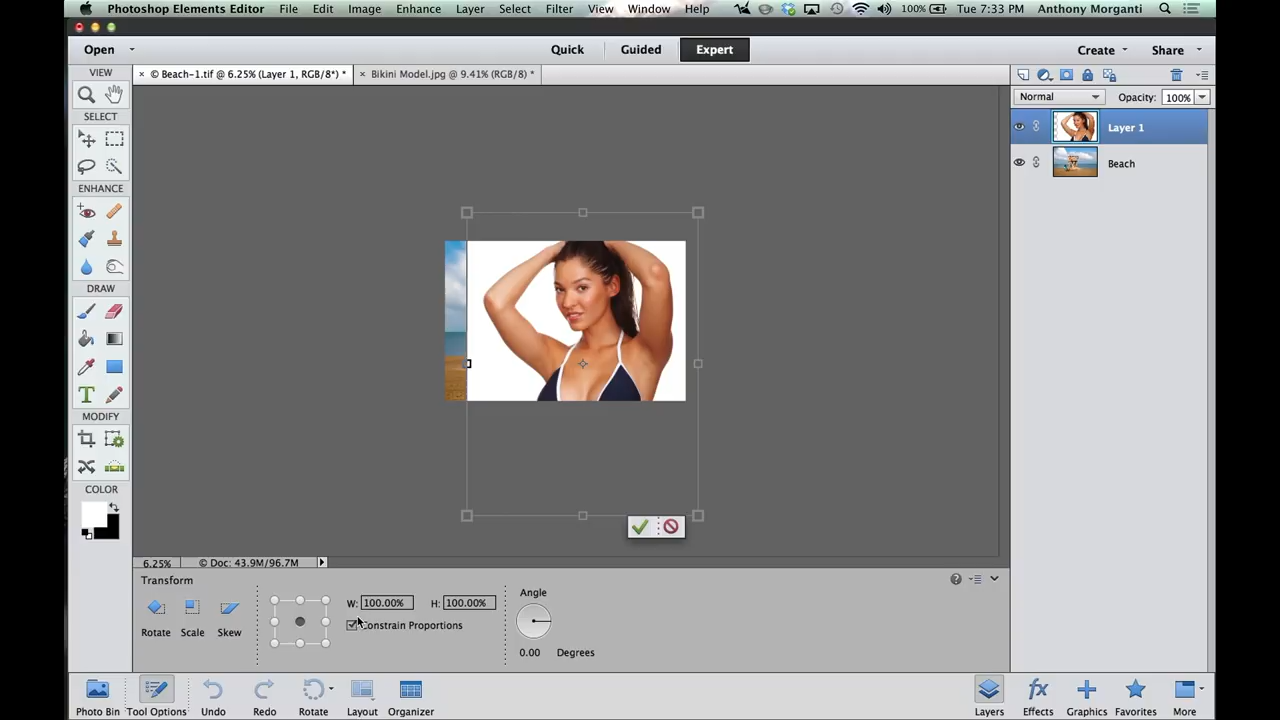 Photoshop Elements Editor File Edit Image Enhance Layer Select Filter View Window Help 100% Tue 7:33 PM Anthony Morganti
Open Quick Guided Expert Create Share
VIEW × © Beach-1.tif @ 6.25% (Layer 1, RGB/8*) * × Bikini Model.jpg @ 9.41% (RGB/8) *
Normal Opacity: 100%
SELECT
Layer 1
Beach
ENHANCE
DRAW
T
MODIFY
COLOR
6.25% © Doc: 43.9M/96.7M
Transform
Angle
W: 100.00% H: 100.00%
Constrain Proportions
Rotate Scale Skew
0.00 Degrees
Photo Bin Tool Options Undo Redo Rotate Layout Organizer Layers Effects Graphics Favorites More